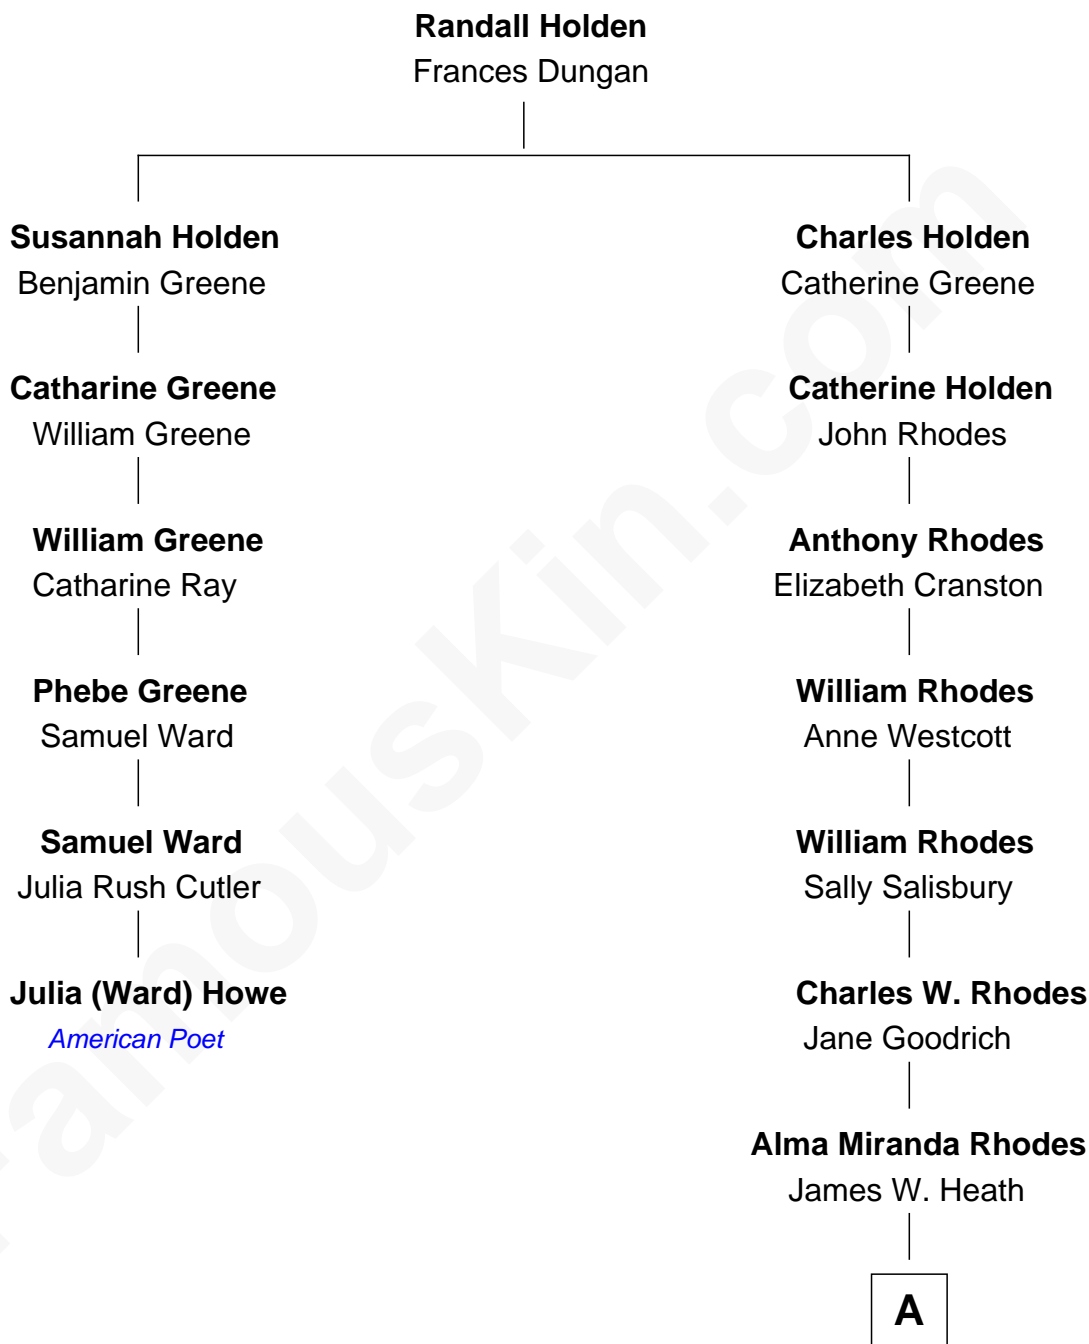 Randall Holden
Frances Dungan
Susannah Holden
Benjamin Greene
Charles Holden
Catherine Greene
Catharine Greene
William Greene
Catherine Holden
John Rhodes
William Greene
Catharine Ray
Anthony Rhodes
Elizabeth Cranston
Phebe Greene
Samuel Ward
William Rhodes
Anne Westcott
Samuel Ward
Julia Rush Cutler
William Rhodes
Sally Salisbury
Julia (Ward) Howe
American Poet
Charles W. Rhodes
Jane Goodrich
Alma Miranda Rhodes
James W. Heath
A
FamousKin.com